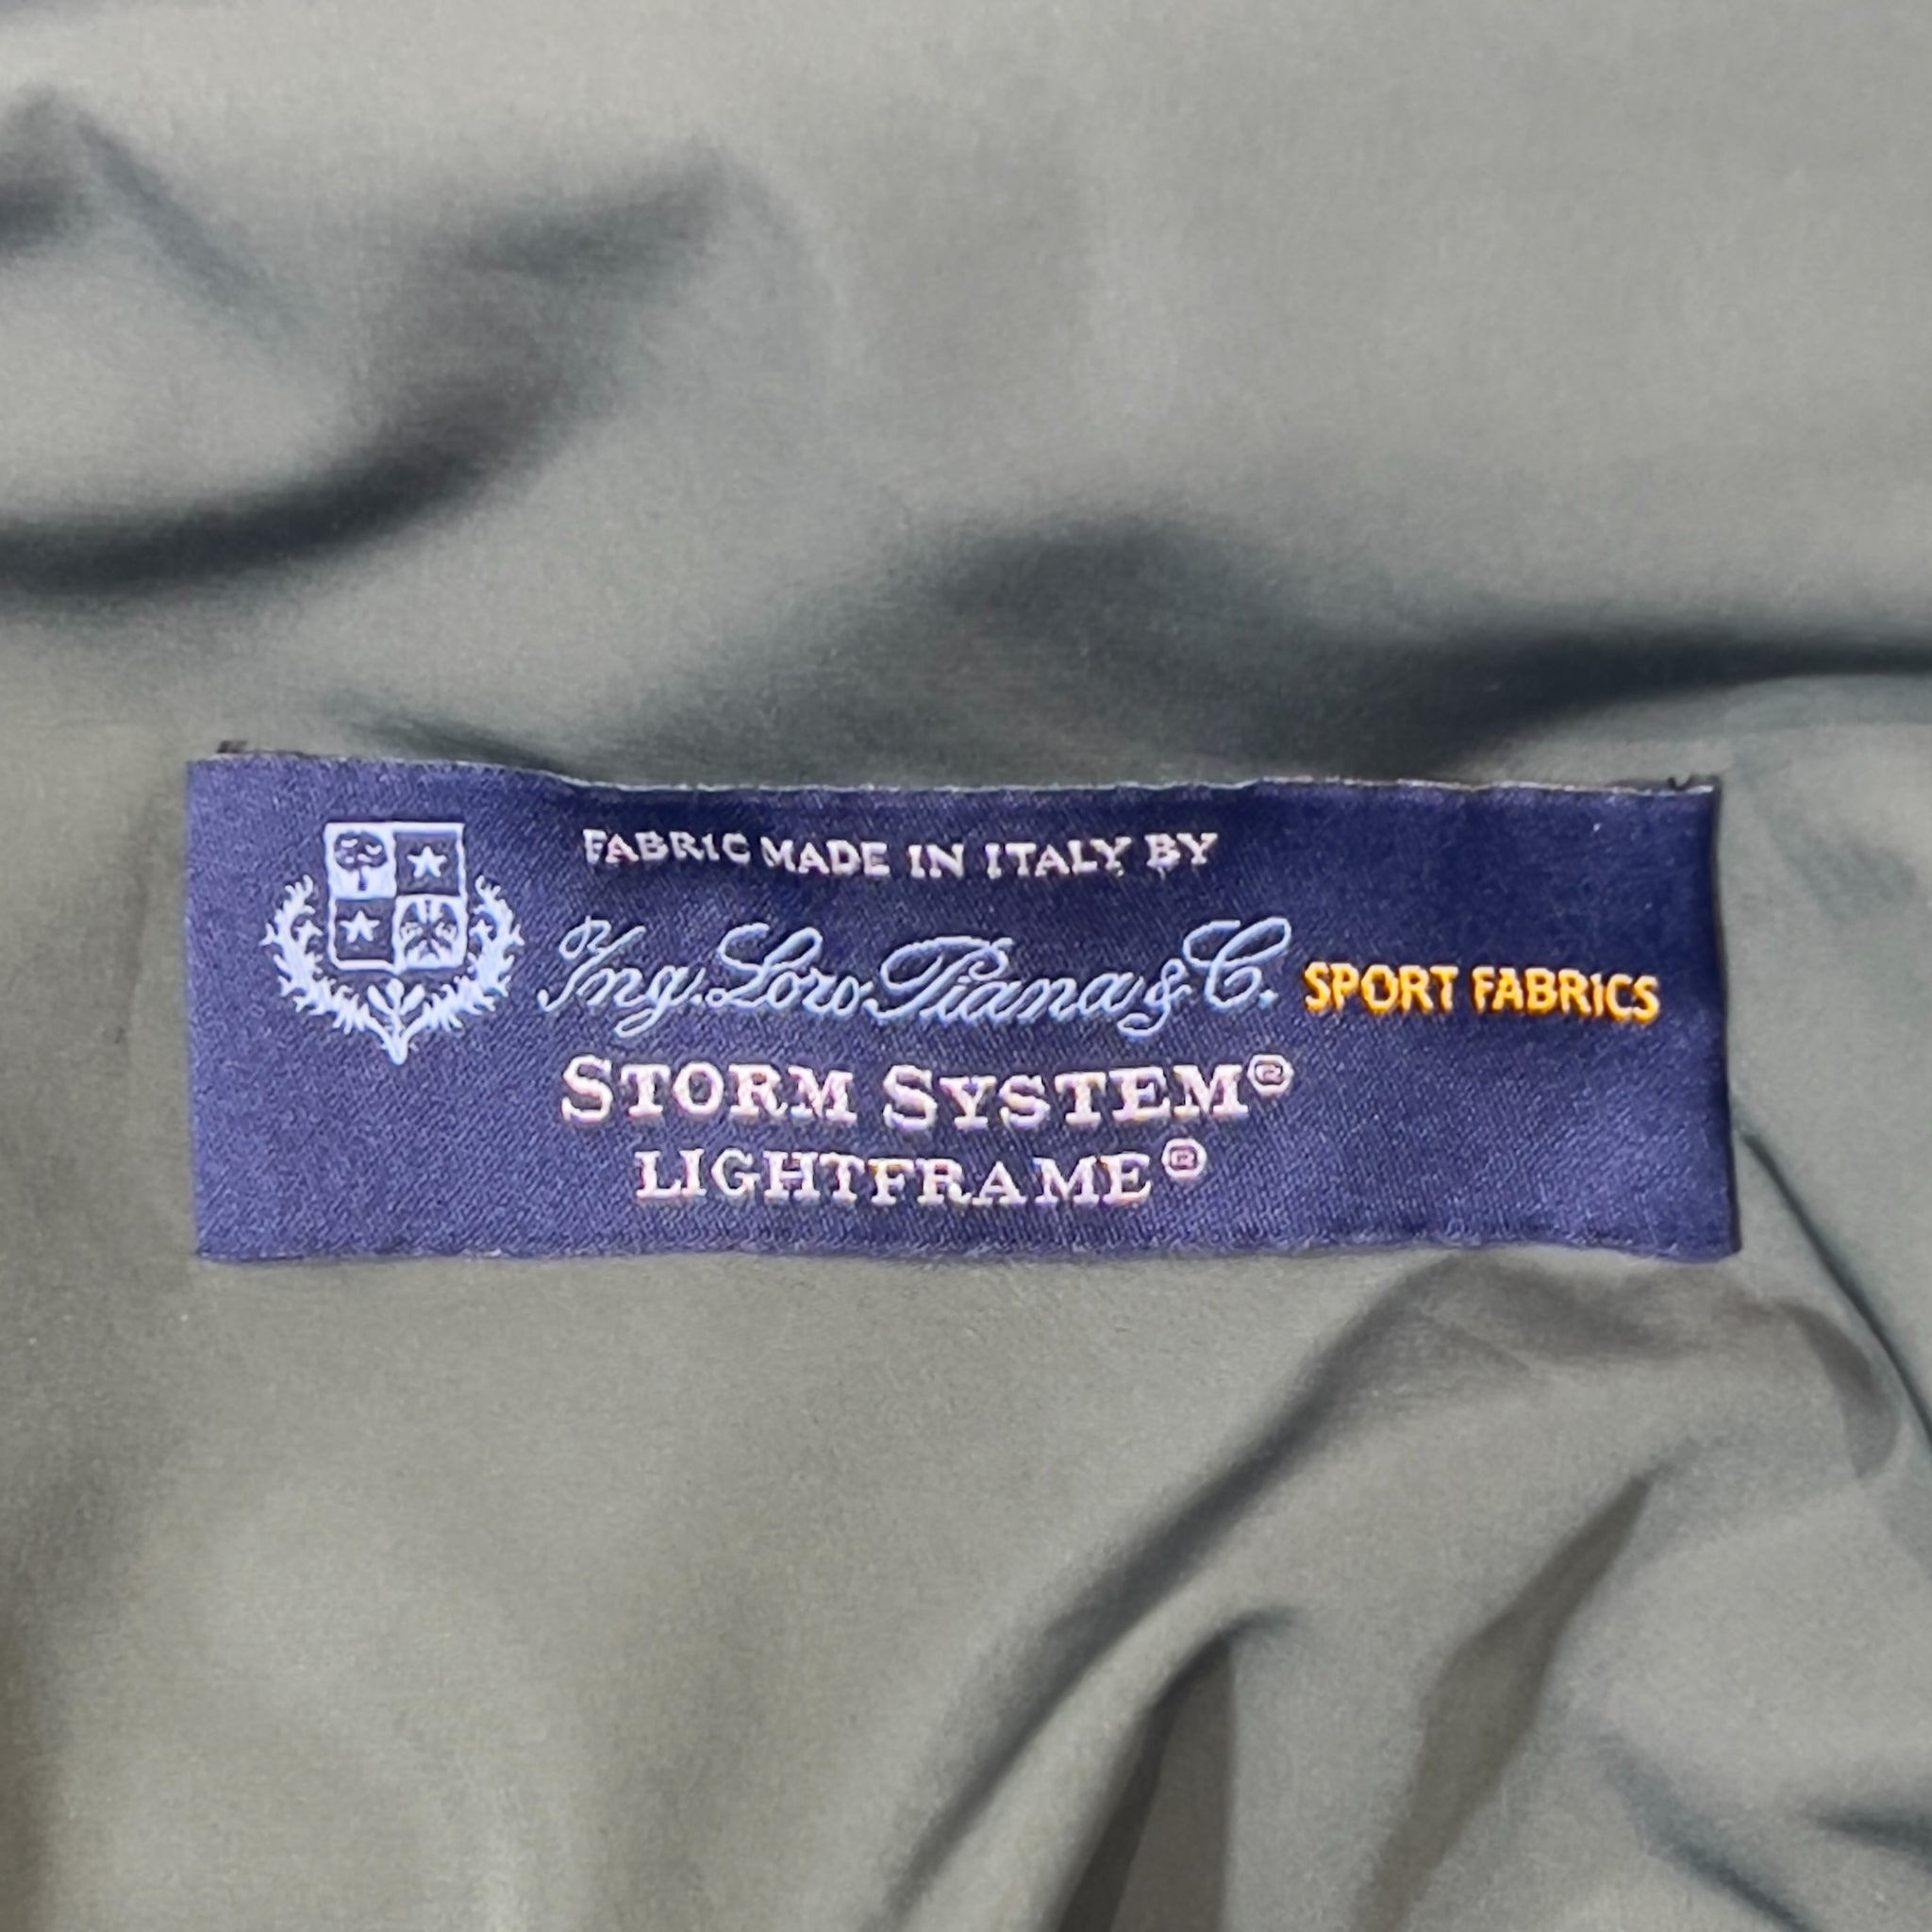 FABRIC MADE IN ITALY BY
Ing. Loro Piana & C. SPORT FABRICS
STORM SYSTEM®
LIGHTFRAME®